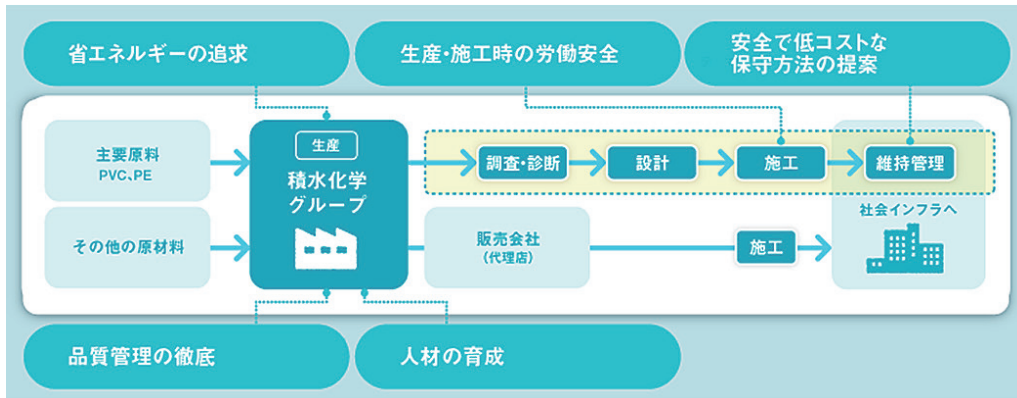 省エネルギーの追求
生産・施工時の労働安全
安全で低コストな
保守方法の提案
主要原料
PVC、PE
その他の原材料
生産
積水化学
グループ
調査・診断
設計
施工
維持管理
社会インフラへ
販売会社
(代理店)
施工
品質管理の徹底
人材の育成